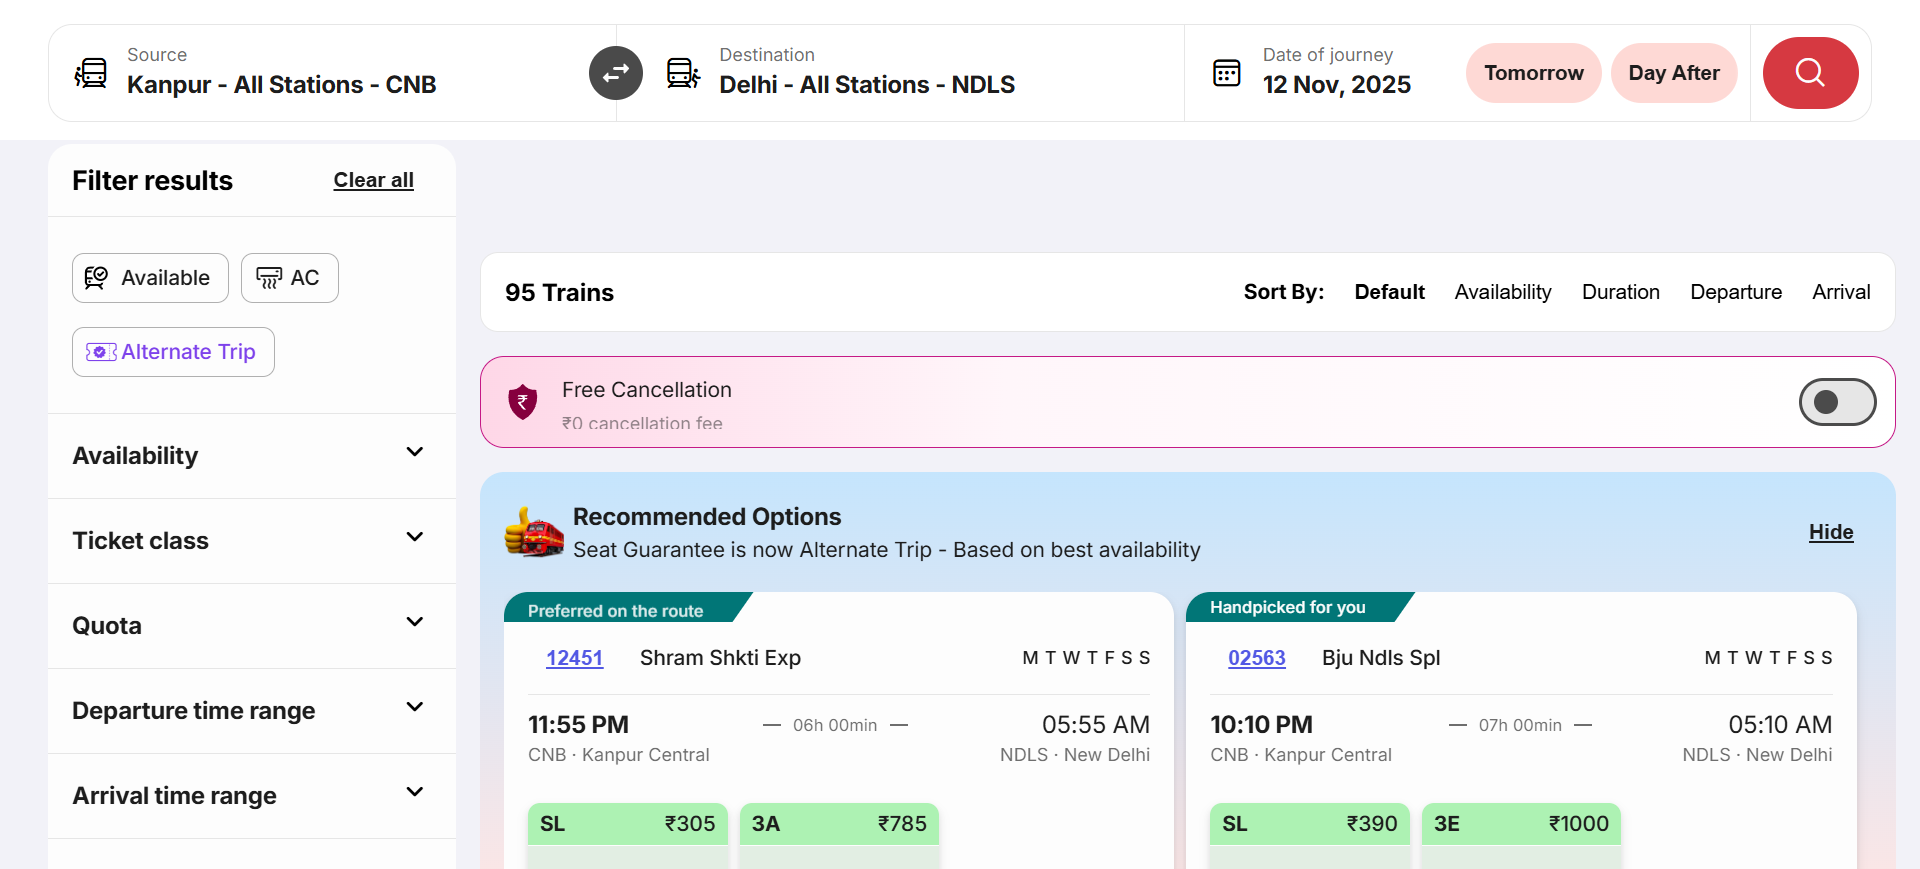 Source
Kanpur - All Stations - CNB
Destination
Delhi - All Stations - NDLS
Date of journey
12 Nov, 2025
Tomorrow
Day After
Filter results
Clear all
Available
AC
Alternate Trip
Availability
Ticket class
Quota
Departure time range
Arrival time range
95 Trains
Sort By: Default Availability Duration Departure Arrival
Free Cancellation
₹0 cancellation fee
Recommended Options
Seat Guarantee is now Alternate Trip - Based on best availability
Hide
Preferred on the route
12451 Shram Shkti Exp M T W T F S S
11:55 PM — 06h 00min — 05:55 AM
CNB · Kanpur Central NDLS · New Delhi
SL ₹305 3A ₹785
Handpicked for you
02563 Bju Ndls Spl M T W T F S S
10:10 PM — 07h 00min — 05:10 AM
CNB · Kanpur Central NDLS · New Delhi
SL ₹390 3E ₹1000